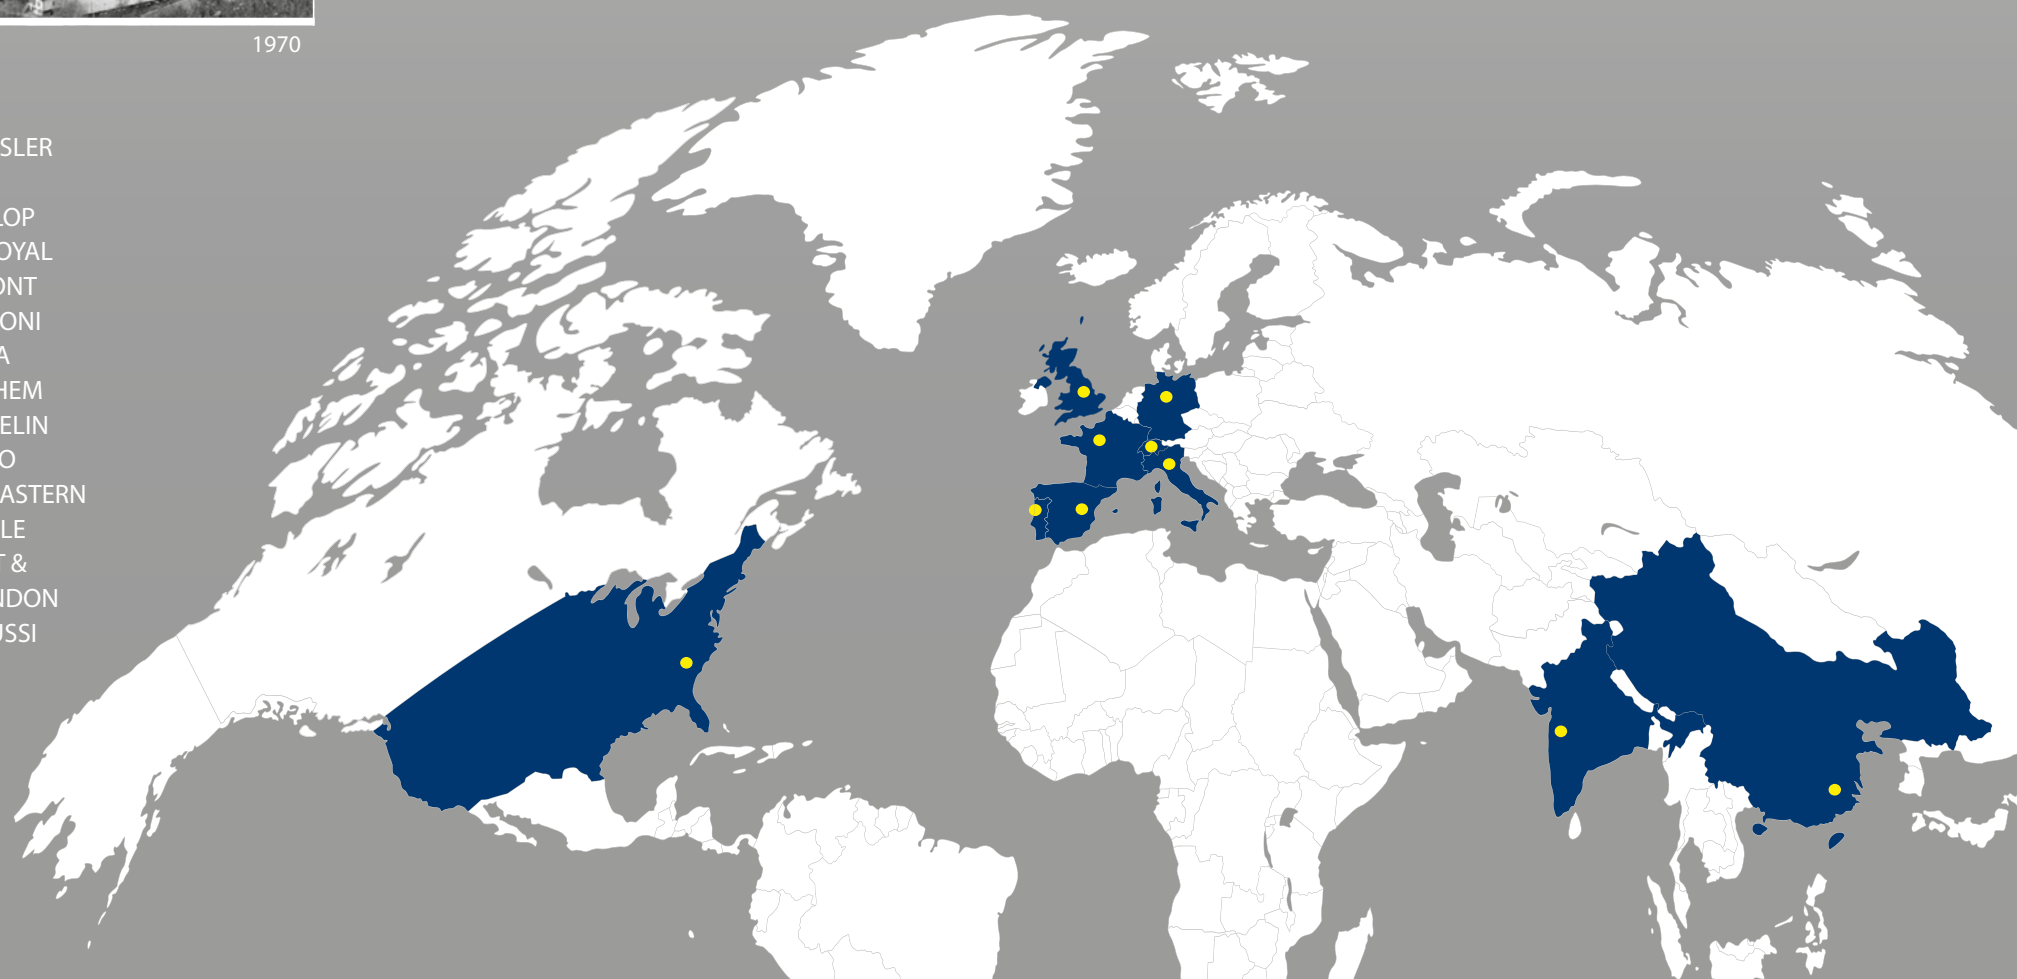 1970
SLER
LOP
OYAL
ONT
ONI
A
HEM
ELIN
O
ASTERN
LE
T &
NDON
USSI